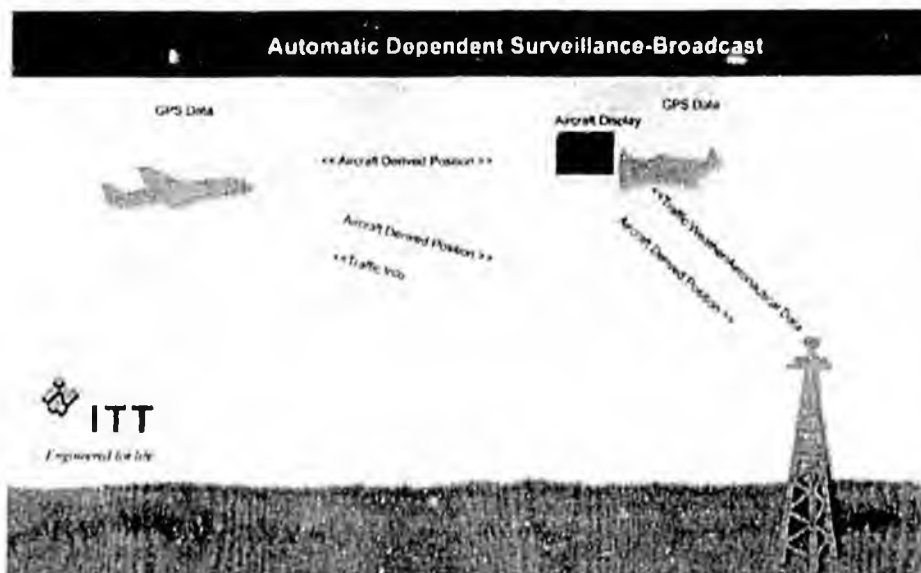 Automatic Dependent Surveillance-Broadcast
GPS Data
GPS Data
Aircraft Display
<< Aircraft Derived Position >>
Aircraft Derived Position >>
<<Traffic Info
<<Traffic/Weather/Aeronautical Data
Aircraft Derived Position >>
ITT
Engineered for life